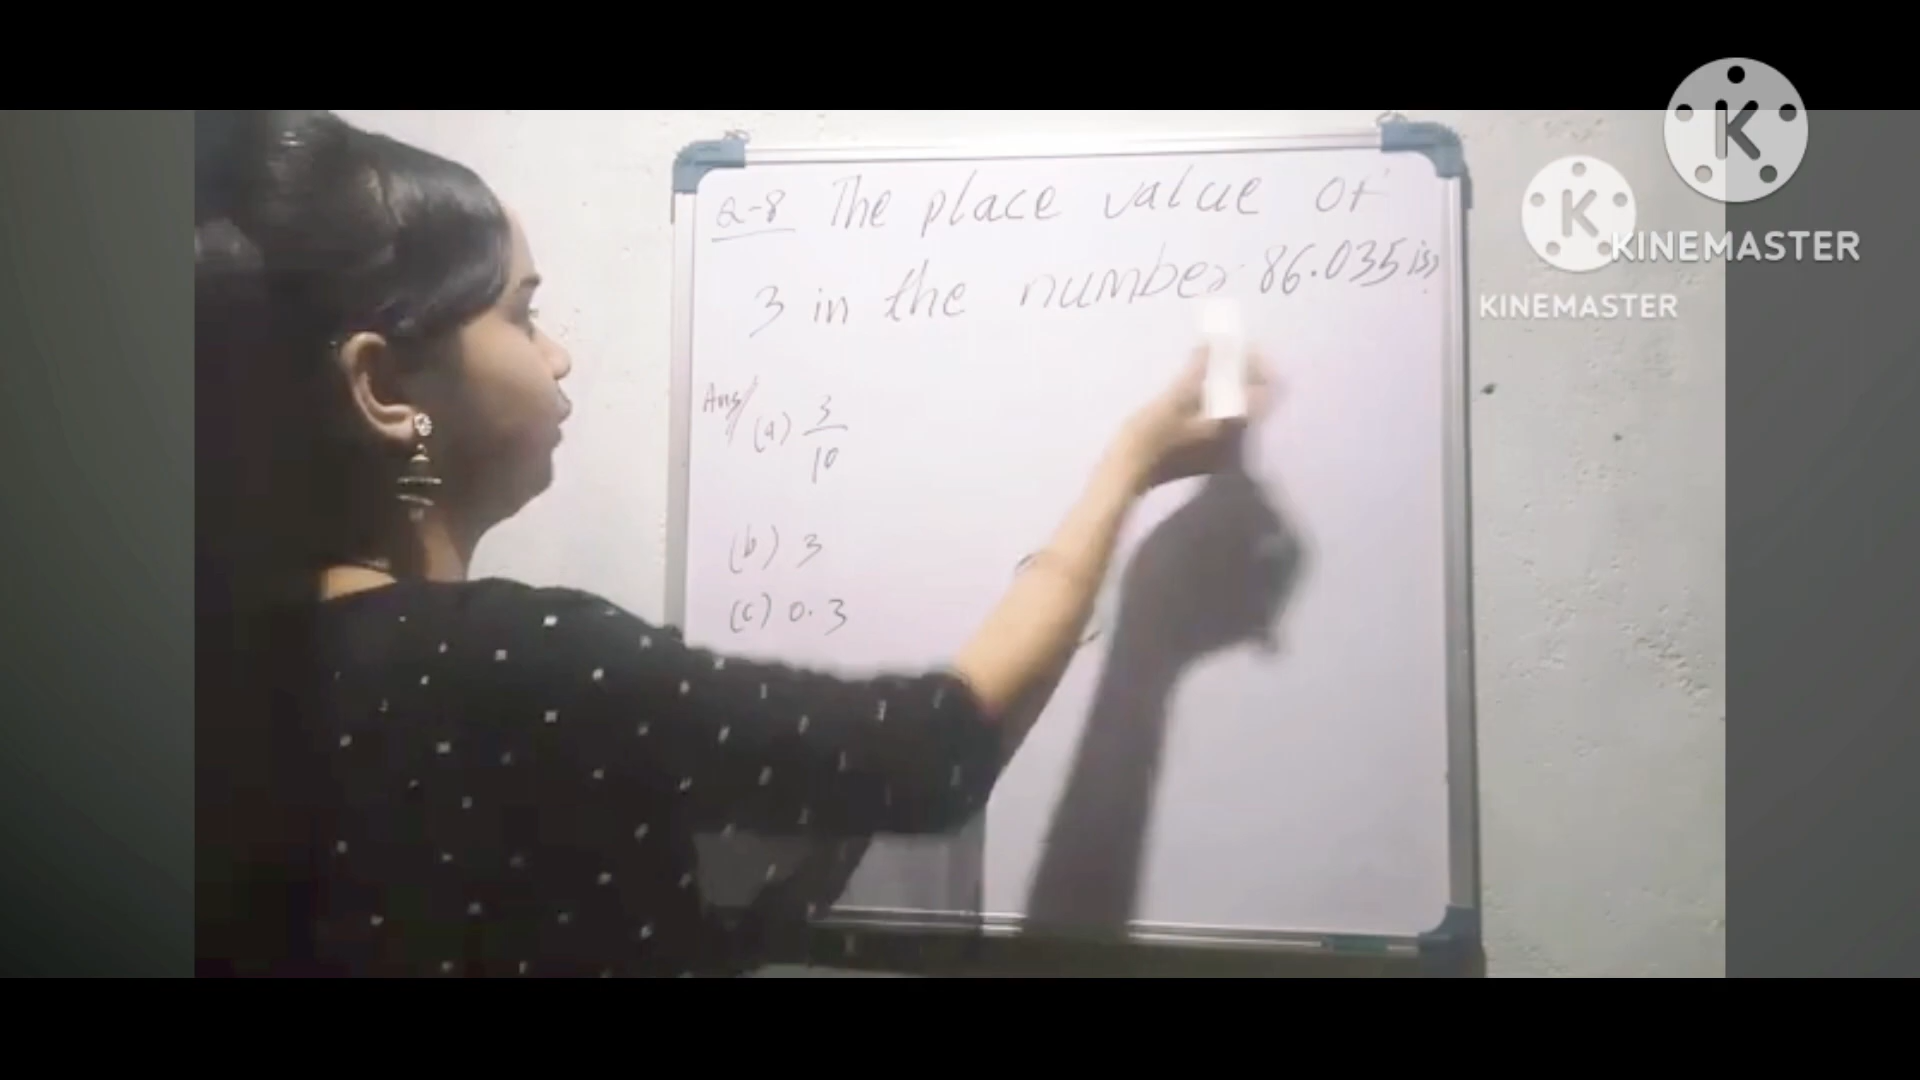 Q-8 The place value of
3 in the number 86.035 is?
Ans (a) 3
10
(b) 3
(c) 0.3
K
KINEMASTER
K
KINEMASTER